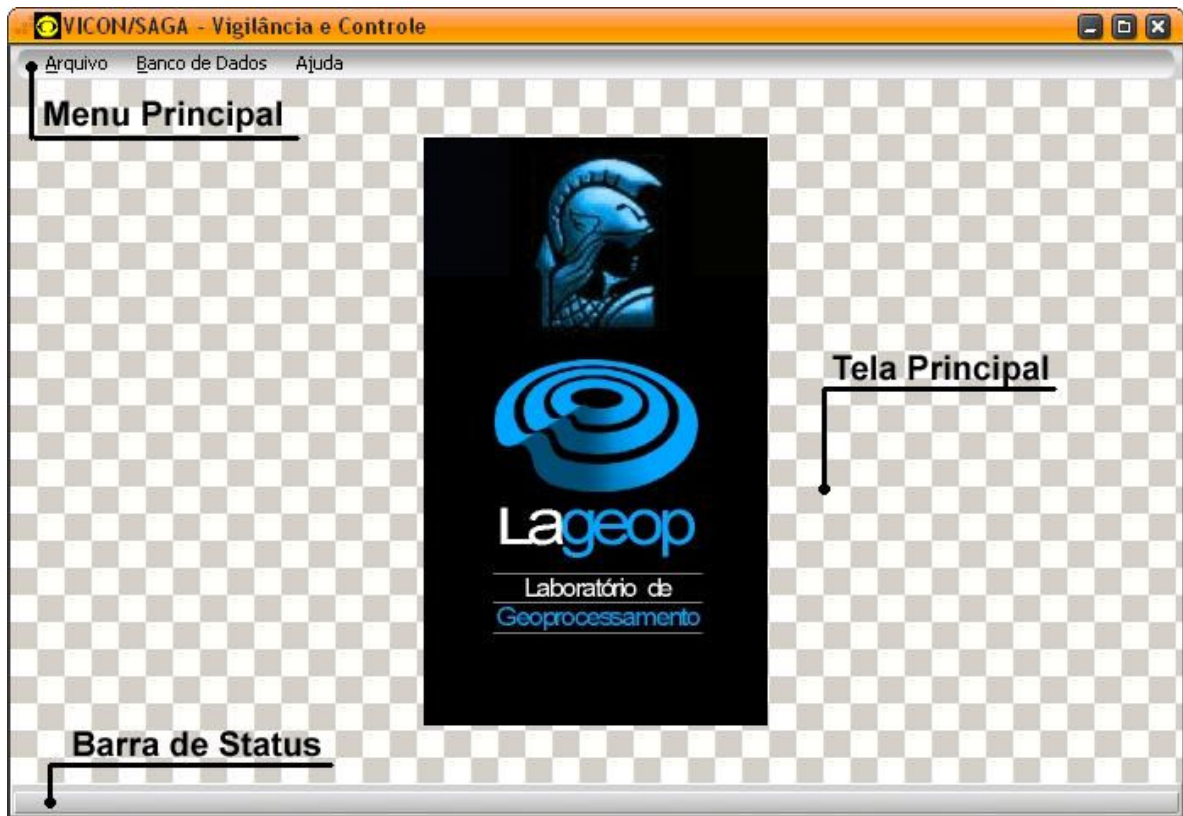 VICON/SAGA - Vigilância e Controle
Arquivo Banco de Dados Ajuda
Menu Principal
Tela Principal
Lageop
Laboratório de
Geoprocessamento
Barra de Status